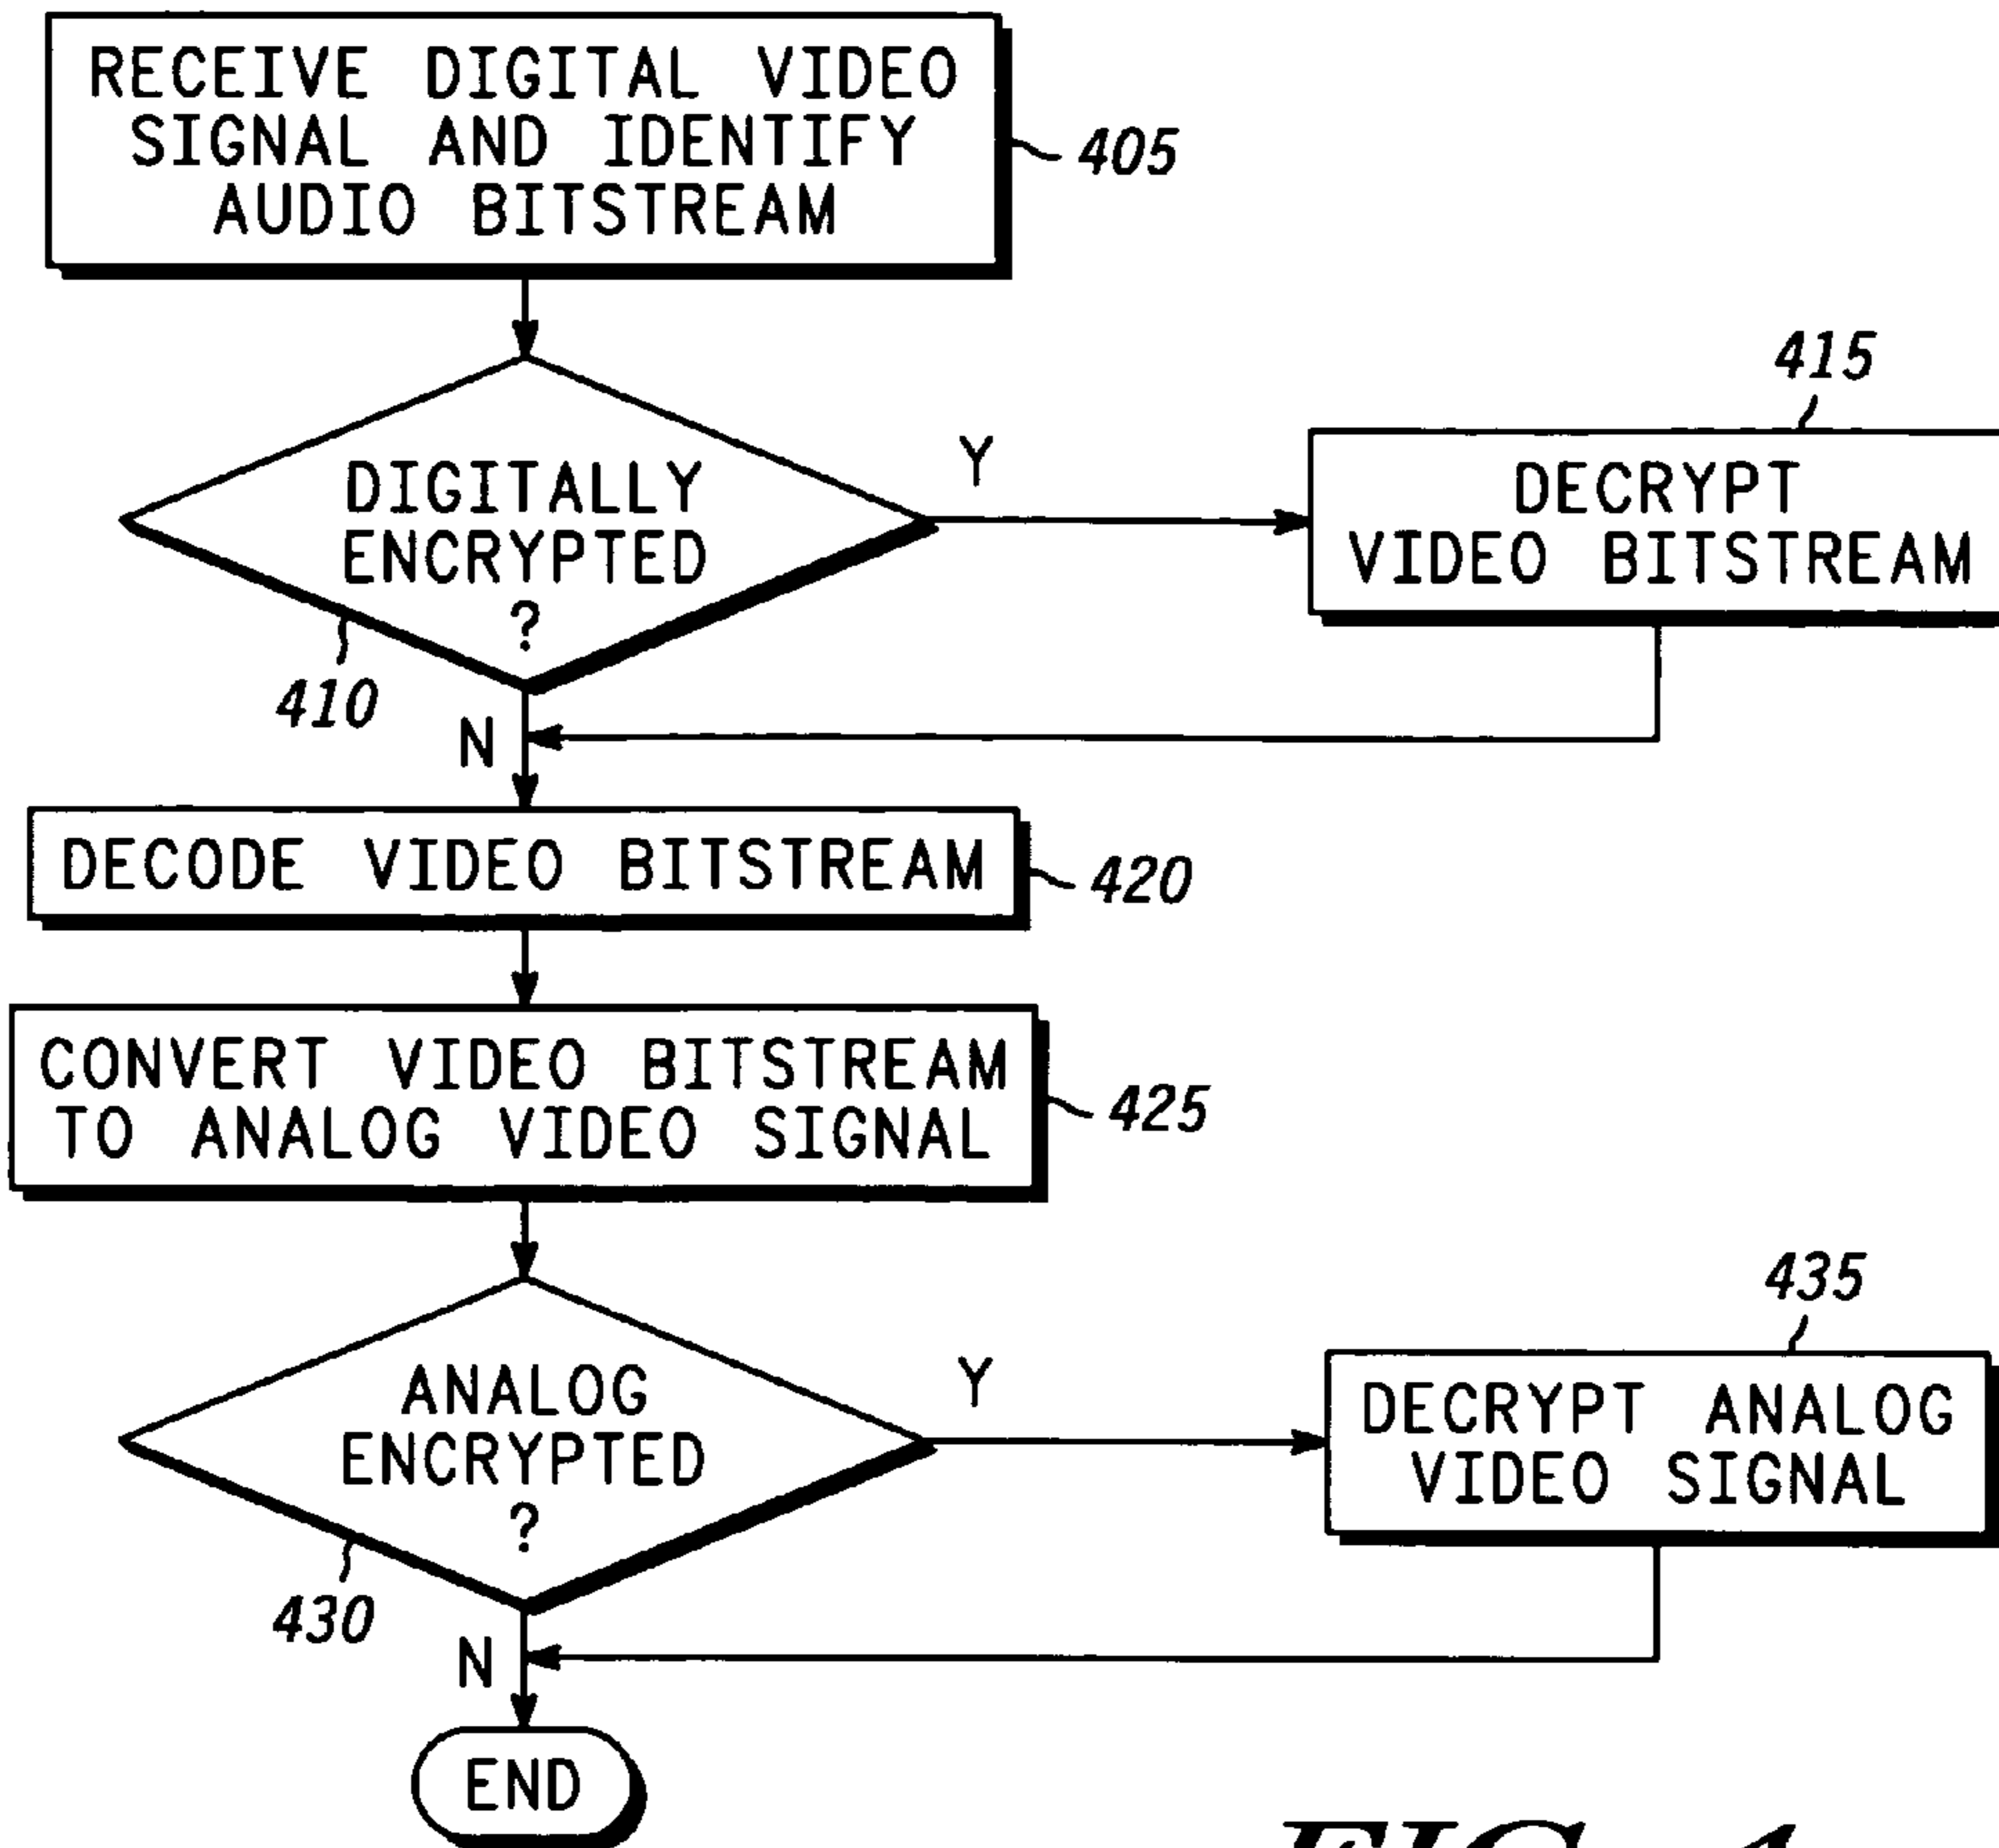 RECEIVE DIGITAL VIDEO
SIGNAL AND IDENTIFY
AUDIO BITSTREAM
405
DIGITALLY
ENCRYPTED
?
410
Y
415
DECRYPT
VIDEO BITSTREAM
N
DECODE VIDEO BITSTREAM
420
CONVERT VIDEO BITSTREAM
TO ANALOG VIDEO SIGNAL
425
ANALOG
ENCRYPTED
?
430
Y
435
DECRYPT ANALOG
VIDEO SIGNAL
N
END